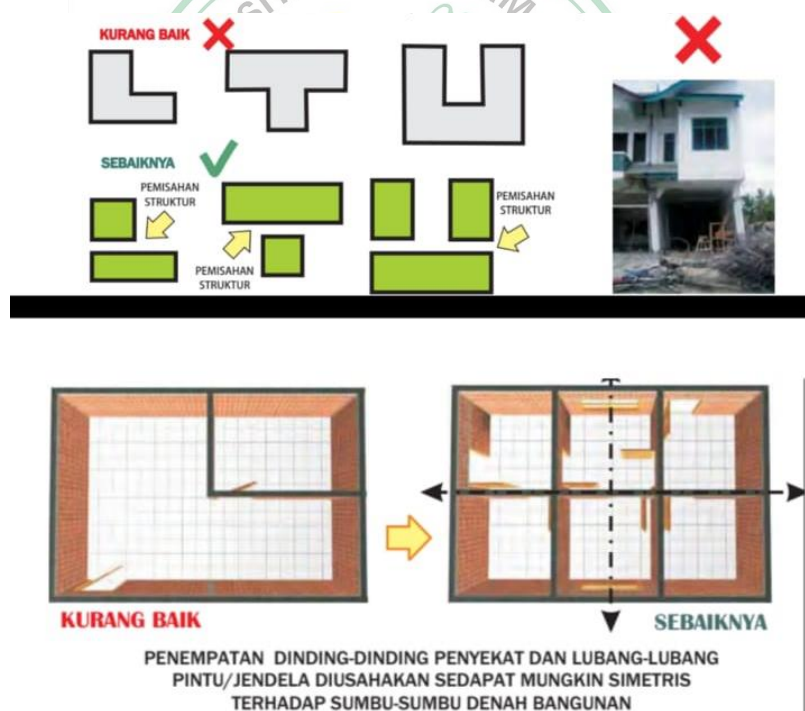 KURANG BAIK
SEBAIKNYA
PEMISAHAN
STRUKTUR
PEMISAHAN
STRUKTUR
PEMISAHAN
STRUKTUR
KURANG BAIK
SEBAIKNYA
PENEMPATAN DINDING-DINDING PENYEKAT DAN LUBANG-LUBANG
PINTU/JENDELA DIUSAHAKAN SEDAPAT MUNGKIN SIMETRIS
TERHADAP SUMBU-SUMBU DENAH BANGUNAN